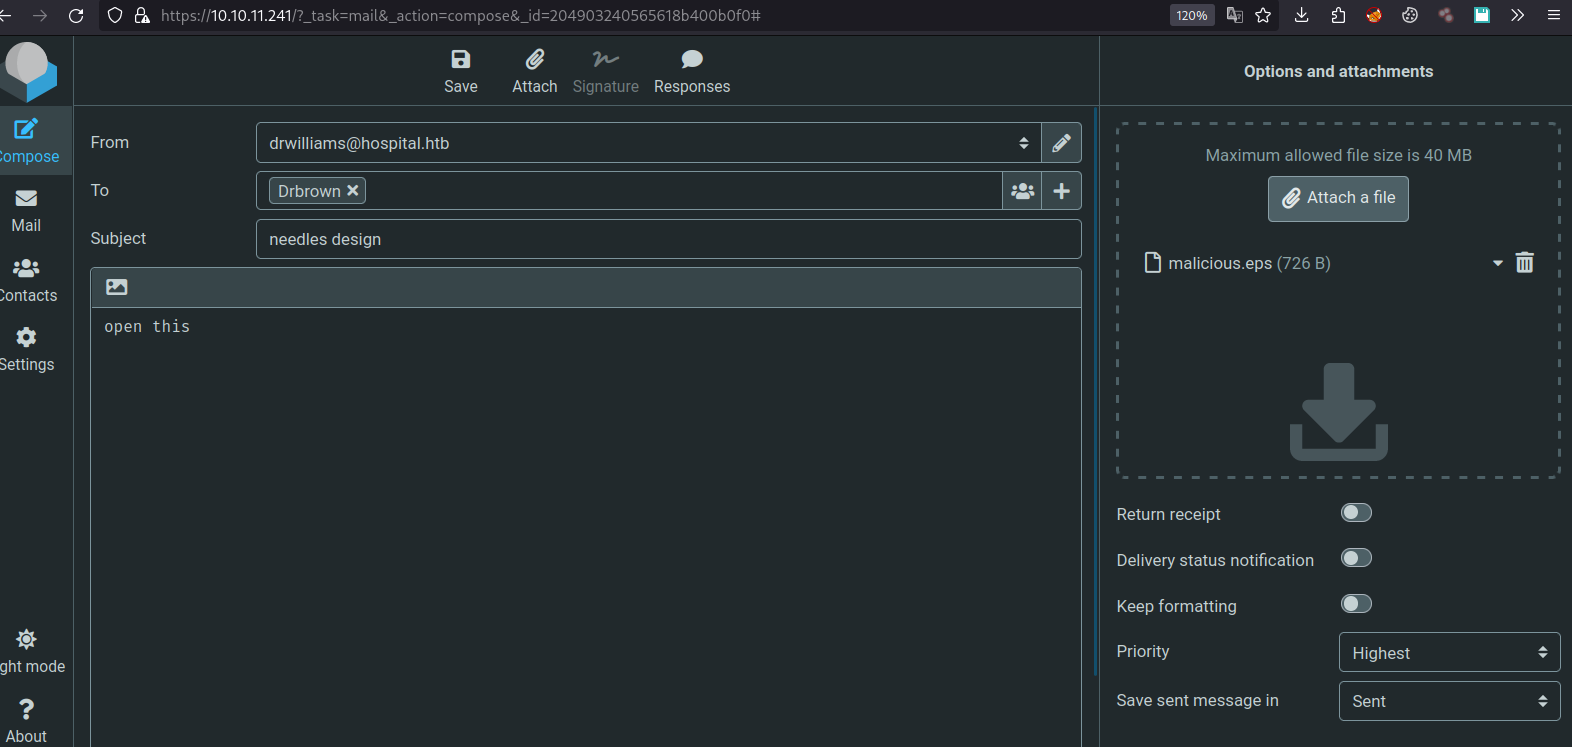 120%
https://10.10.11.241/?_task=mail&_action=compose&_id=204903240565618b400b0f0#
Save
Attach
Signature
Responses
Options and attachments
Compose
Mail
Contacts
Settings
ght mode
About
From
drwilliams@hospital.htb
To
Drbrown
Subject
needles design
open this
Maximum allowed file size is 40 MB
Attach a file
malicious.eps (726 B)
Return receipt
Delivery status notification
Keep formatting
Priority
Highest
Save sent message in
Sent